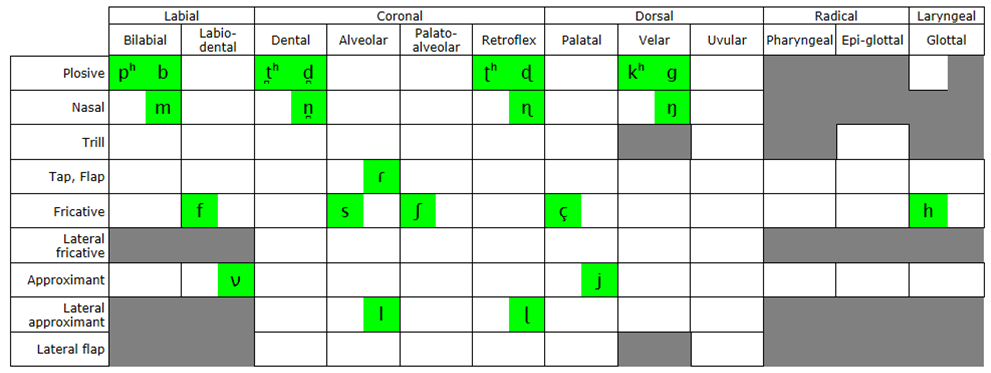 Labial Coronal Dorsal Radical Laryngeal
Bilabial Labio-dental Dental Alveolar Palato-alveolar Retroflex Palatal Velar Uvular Pharyngeal Epi-glottal Glottal
Plosive pʰ b t̪ʰ d̪ ʈʰ ɖ kʰ ɡ
Nasal m n̪ ɳ ŋ
Trill
Tap, Flap ɾ
Fricative f s ʃ ç h
Lateral fricative
Approximant ʋ j
Lateral approximant l ɭ
Lateral flap